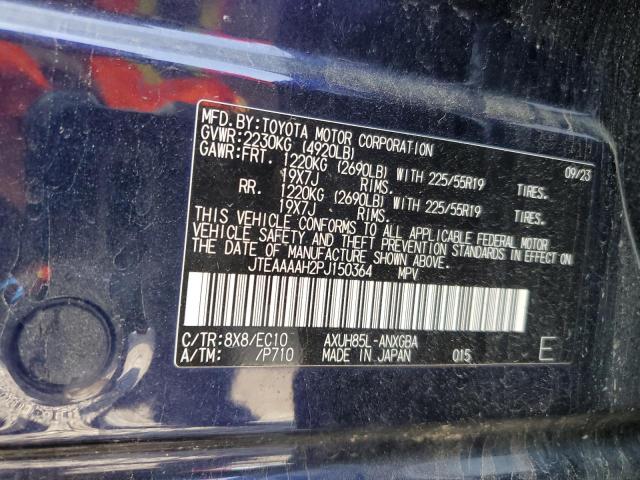 MFD.BY:TOYOTA MOTOR CORPORATION 09/23
GVWR:2230KG (4920LB)
GAWR:FRT. 1220KG (2690LB) WITH 225/55R19 TIRES.
19X7J RIMS.
RR. 1220KG (2690LB) WITH 225/55R19 TIRES.
19X7J RIMS.
THIS VEHICLE CONFORMS TO ALL APPLICABLE FEDERAL MOTOR
VEHICLE SAFETY AND THEFT PREVENTION STANDARDS IN EFFECT ON
THE DATE OF MANUFACTURE SHOWN ABOVE.
JTEAAAAH2PJ150364 MPV
C/TR:8X8/EC10 AXUH85L-ANXGBA
A/TM: /P710 MADE IN JAPAN 015 E